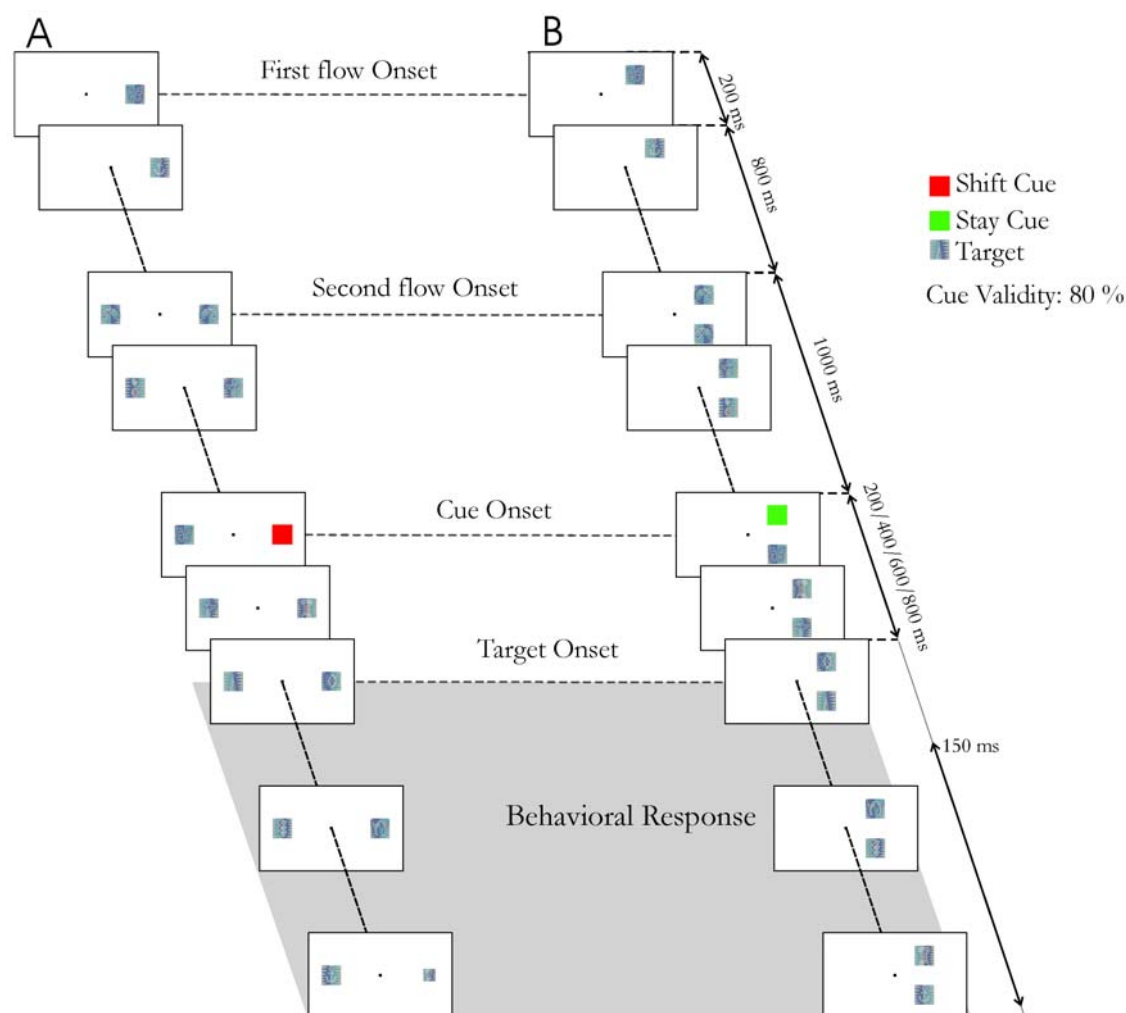 A
B
First flow Onset
200 ms
800 ms
Shift Cue
Stay Cue
Target
Cue Validity: 80 %
Second flow Onset
1000 ms
Cue Onset
200/400/600/800 ms
Target Onset
150 ms
Behavioral Response